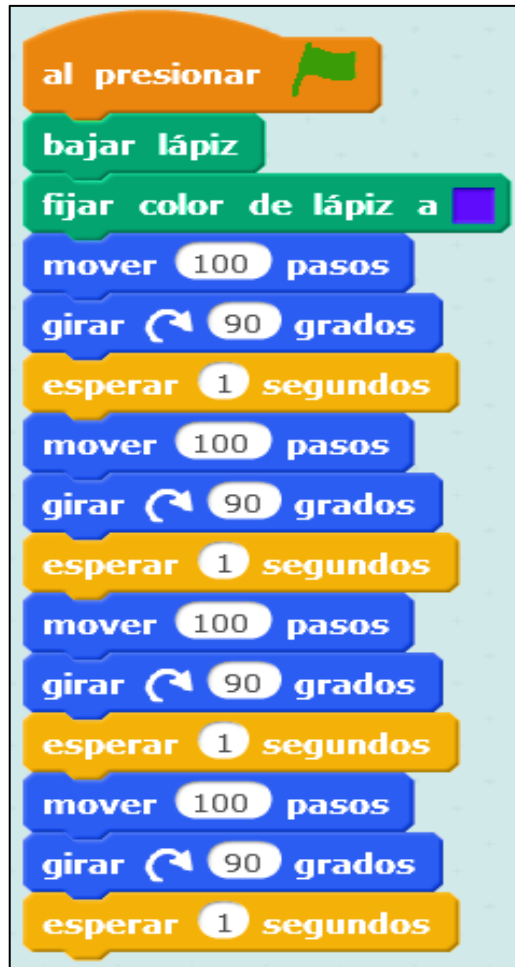 al presionar
bajar lápiz
fijar color de lápiz a
mover 100 pasos
girar 90 grados
esperar 1 segundos
mover 100 pasos
girar 90 grados
esperar 1 segundos
mover 100 pasos
girar 90 grados
esperar 1 segundos
mover 100 pasos
girar 90 grados
esperar 1 segundos